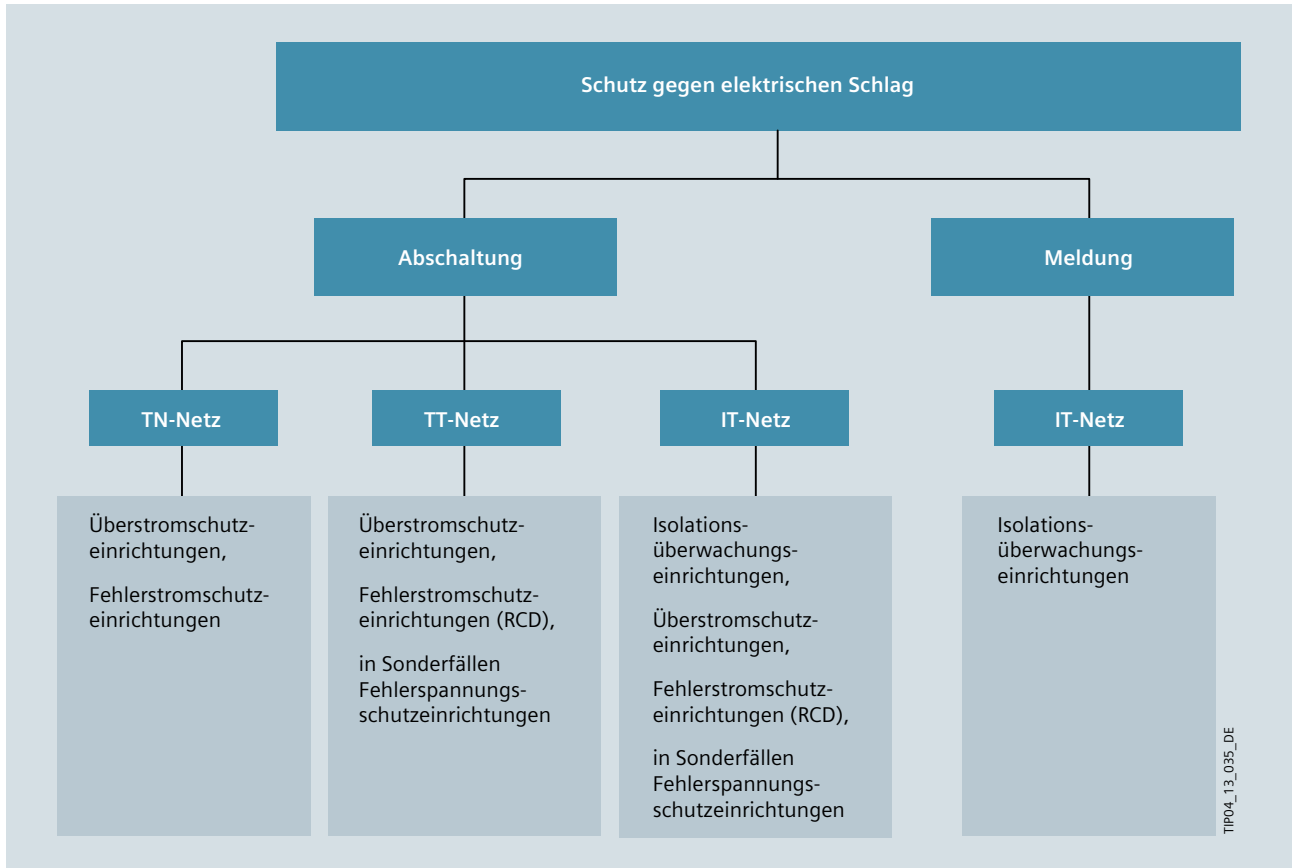 Schutz gegen elektrischen Schlag
Abschaltung
Meldung
TN-Netz
TT-Netz
IT-Netz
IT-Netz
Überstromschutz-
einrichtungen,
Fehlerstromschutz-
einrichtungen
Überstromschutz-
einrichtungen,
Fehlerstromschutz-
einrichtungen (RCD),
in Sonderfällen
Fehlerspannungs-
schutzeinrichtungen
Isolations-
überwachungs-
einrichtungen,
Überstromschutz-
einrichtungen,
Fehlerstromschutz-
einrichtungen (RCD),
in Sonderfällen
Fehlerspannungs-
schutzeinrichtungen
Isolations-
überwachungs-
einrichtungen
TIP04_13_035_DE